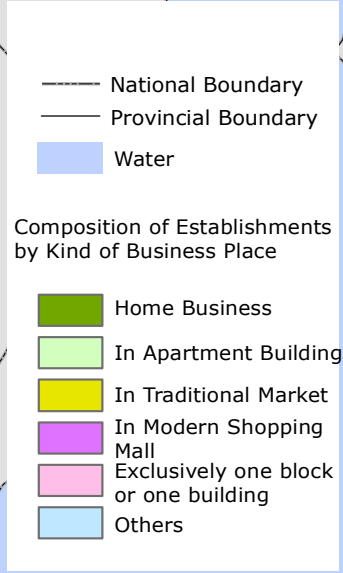 National Boundary
Provincial Boundary
Water
Composition of Establishments
by Kind of Business Place
Home Business
In Apartment Building
In Traditional Market
In Modern Shopping
Mall
Exclusively one block
or one building
Others